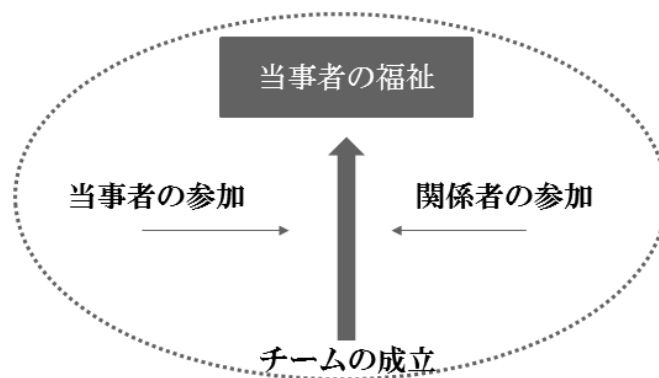 当事者の福祉
当事者の参加
関係者の参加
チームの成立